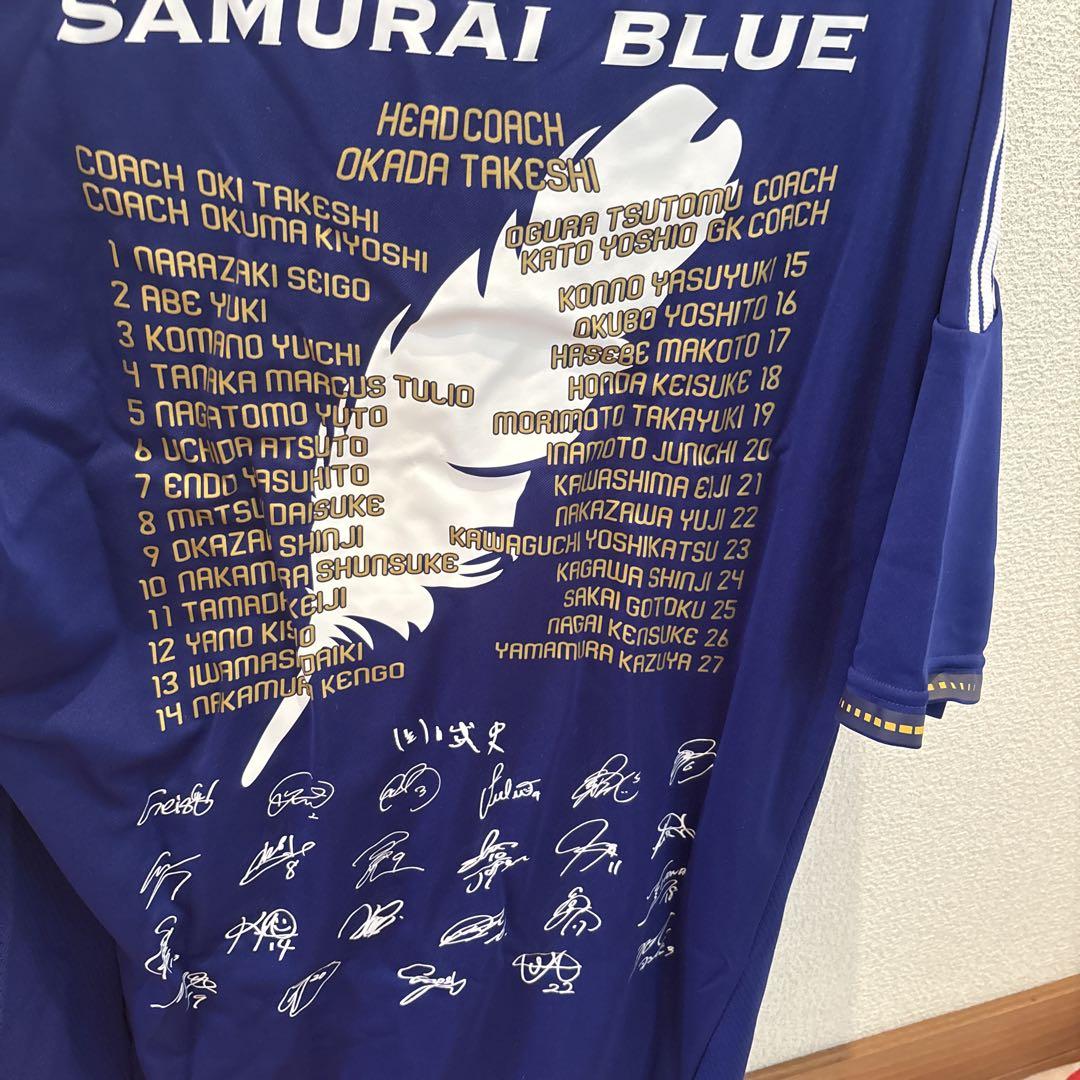 SAMURAI BLUE
HEAD COACH
OKADA TAKESHI
COACH OKI TAKESHI
COACH OKUMA KIYOSHI
1 NARAZAKI SEIGO
2 ABE YUKI
3 KOMANO YUICHI
4 TANAKA MARCUS TULIO
5 NAGATOMO YUTO
6 UCHIDA ATSUTO
7 ENDO YASUHITO
8 MATSUI DAISUKE
9 OKAZAKI SHINJI
10 NAKAMURA SHUNSUKE
11 TAMADA KEIJI
12 YANO KISHO
13 IWAMASA DAIKI
14 NAKAMURA KENGO
OGURA TSUTOMU COACH
KATO YOSHIO GK COACH
KONNO YASUYUKI 15
OKUBO YOSHITO 16
HASEBE MAKOTO 17
HONDA KEISUKE 18
MORIMOTO TAKAYUKI 19
INAMOTO JUNICHI 20
KAWASHIMA EIJI 21
NAKAZAWA YUJI 22
KAWAGUCHI YOSHIKATSU 23
KAGAWA SHINJI 24
SAKAI GOTOKU 25
NAGAI KENSUKE 26
YAMAMURA KAZUYA 27